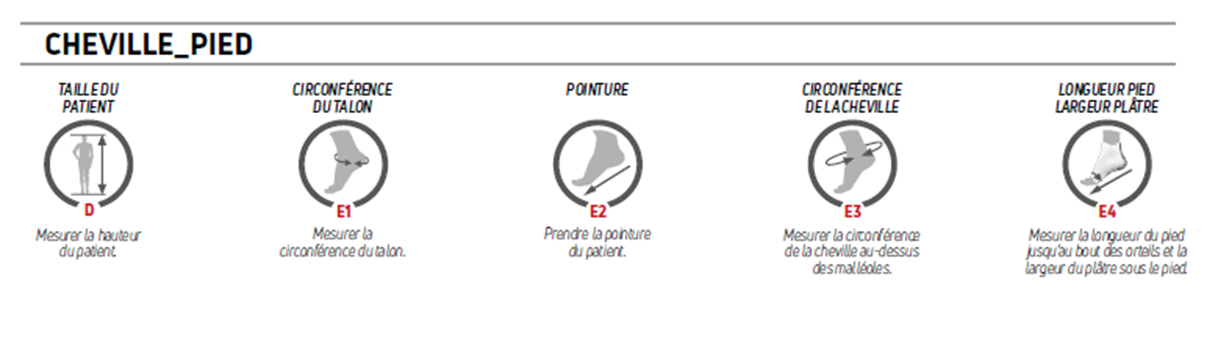 CHEVILLE_PIED
TAILLE DU
PATIENT
D
Mesurer la hauteur
du patient.
CIRCONFÉRENCE
DU TALON
E1
Mesurer la
circonférence du talon.
POINTURE
E2
Prendre la pointure
du patient.
CIRCONFÉRENCE
DE LA CHEVILLE
E3
Mesurer la circonférence
de la cheville au-dessus
des malléoles.
LONGUEUR PIED
LARGEUR PLÂTRE
E4
Mesurer la longueur du pied
jusqu'au bout des orteils et la
largeur du plâtre sous le pied